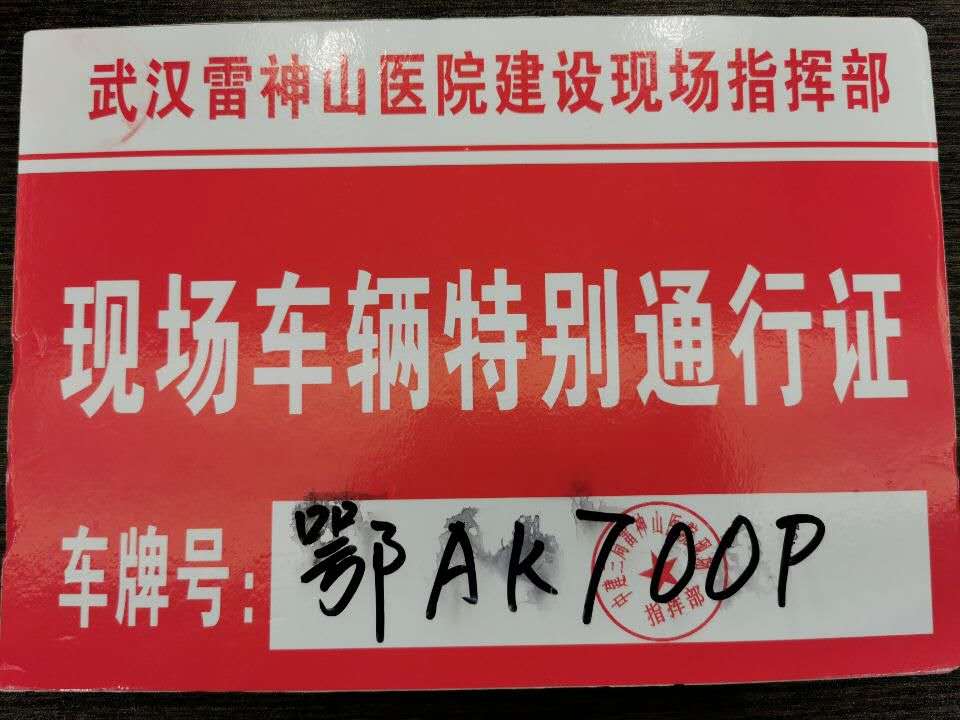 武汉雷神山医院建设现场指挥部
现场车辆特别通行证
车牌号：鄂AK700P
指挥部